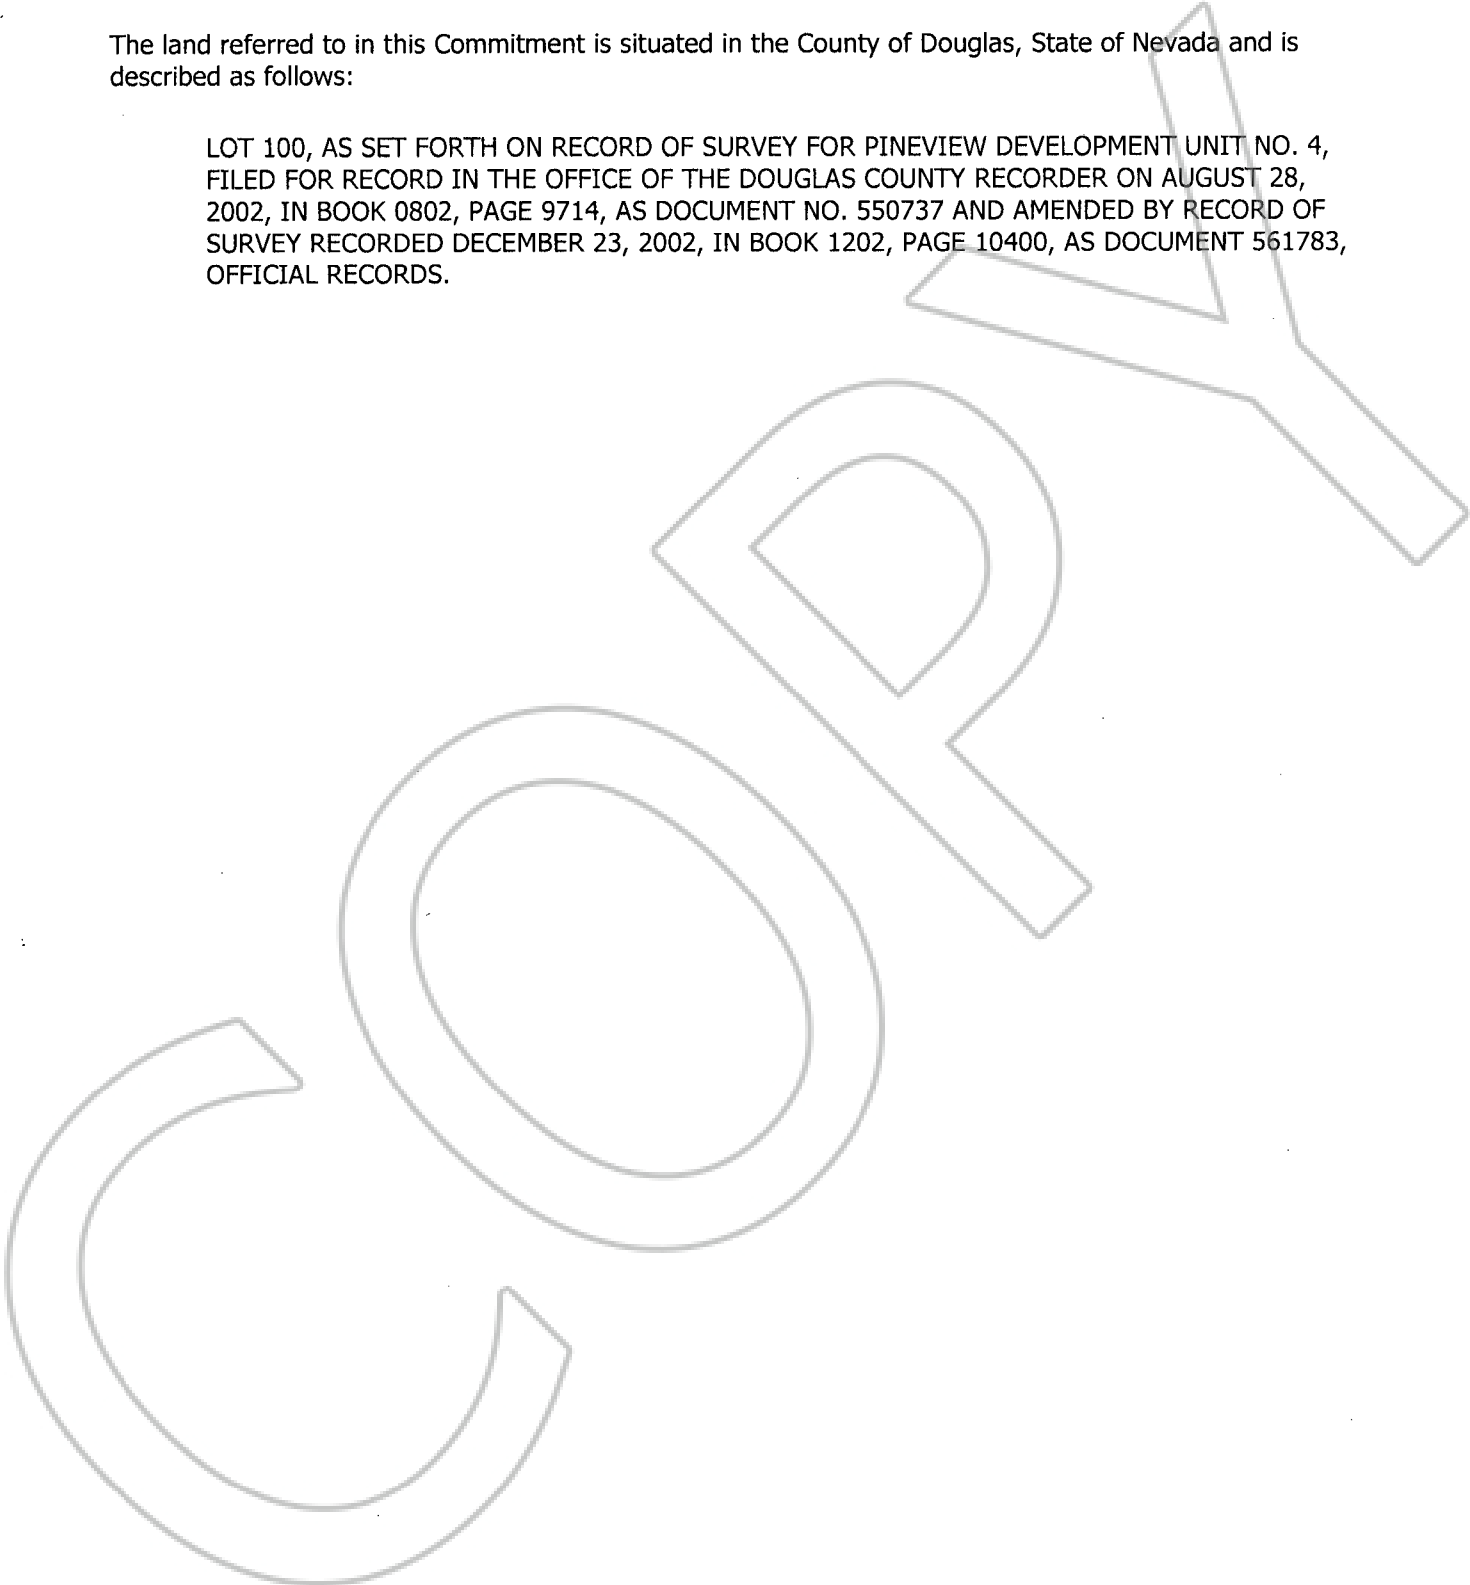 The land referred to in this Commitment is situated in the County of Douglas, State of Nevada and is
described as follows:
LOT 100, AS SET FORTH ON RECORD OF SURVEY FOR PINEVIEW DEVELOPMENT UNIT NO. 4,
FILED FOR RECORD IN THE OFFICE OF THE DOUGLAS COUNTY RECORDER ON AUGUST 28,
2002, IN BOOK 0802, PAGE 9714, AS DOCUMENT NO. 550737 AND AMENDED BY RECORD OF
SURVEY RECORDED DECEMBER 23, 2002, IN BOOK 1202, PAGE 10400, AS DOCUMENT 561783,
OFFICIAL RECORDS.
COPY